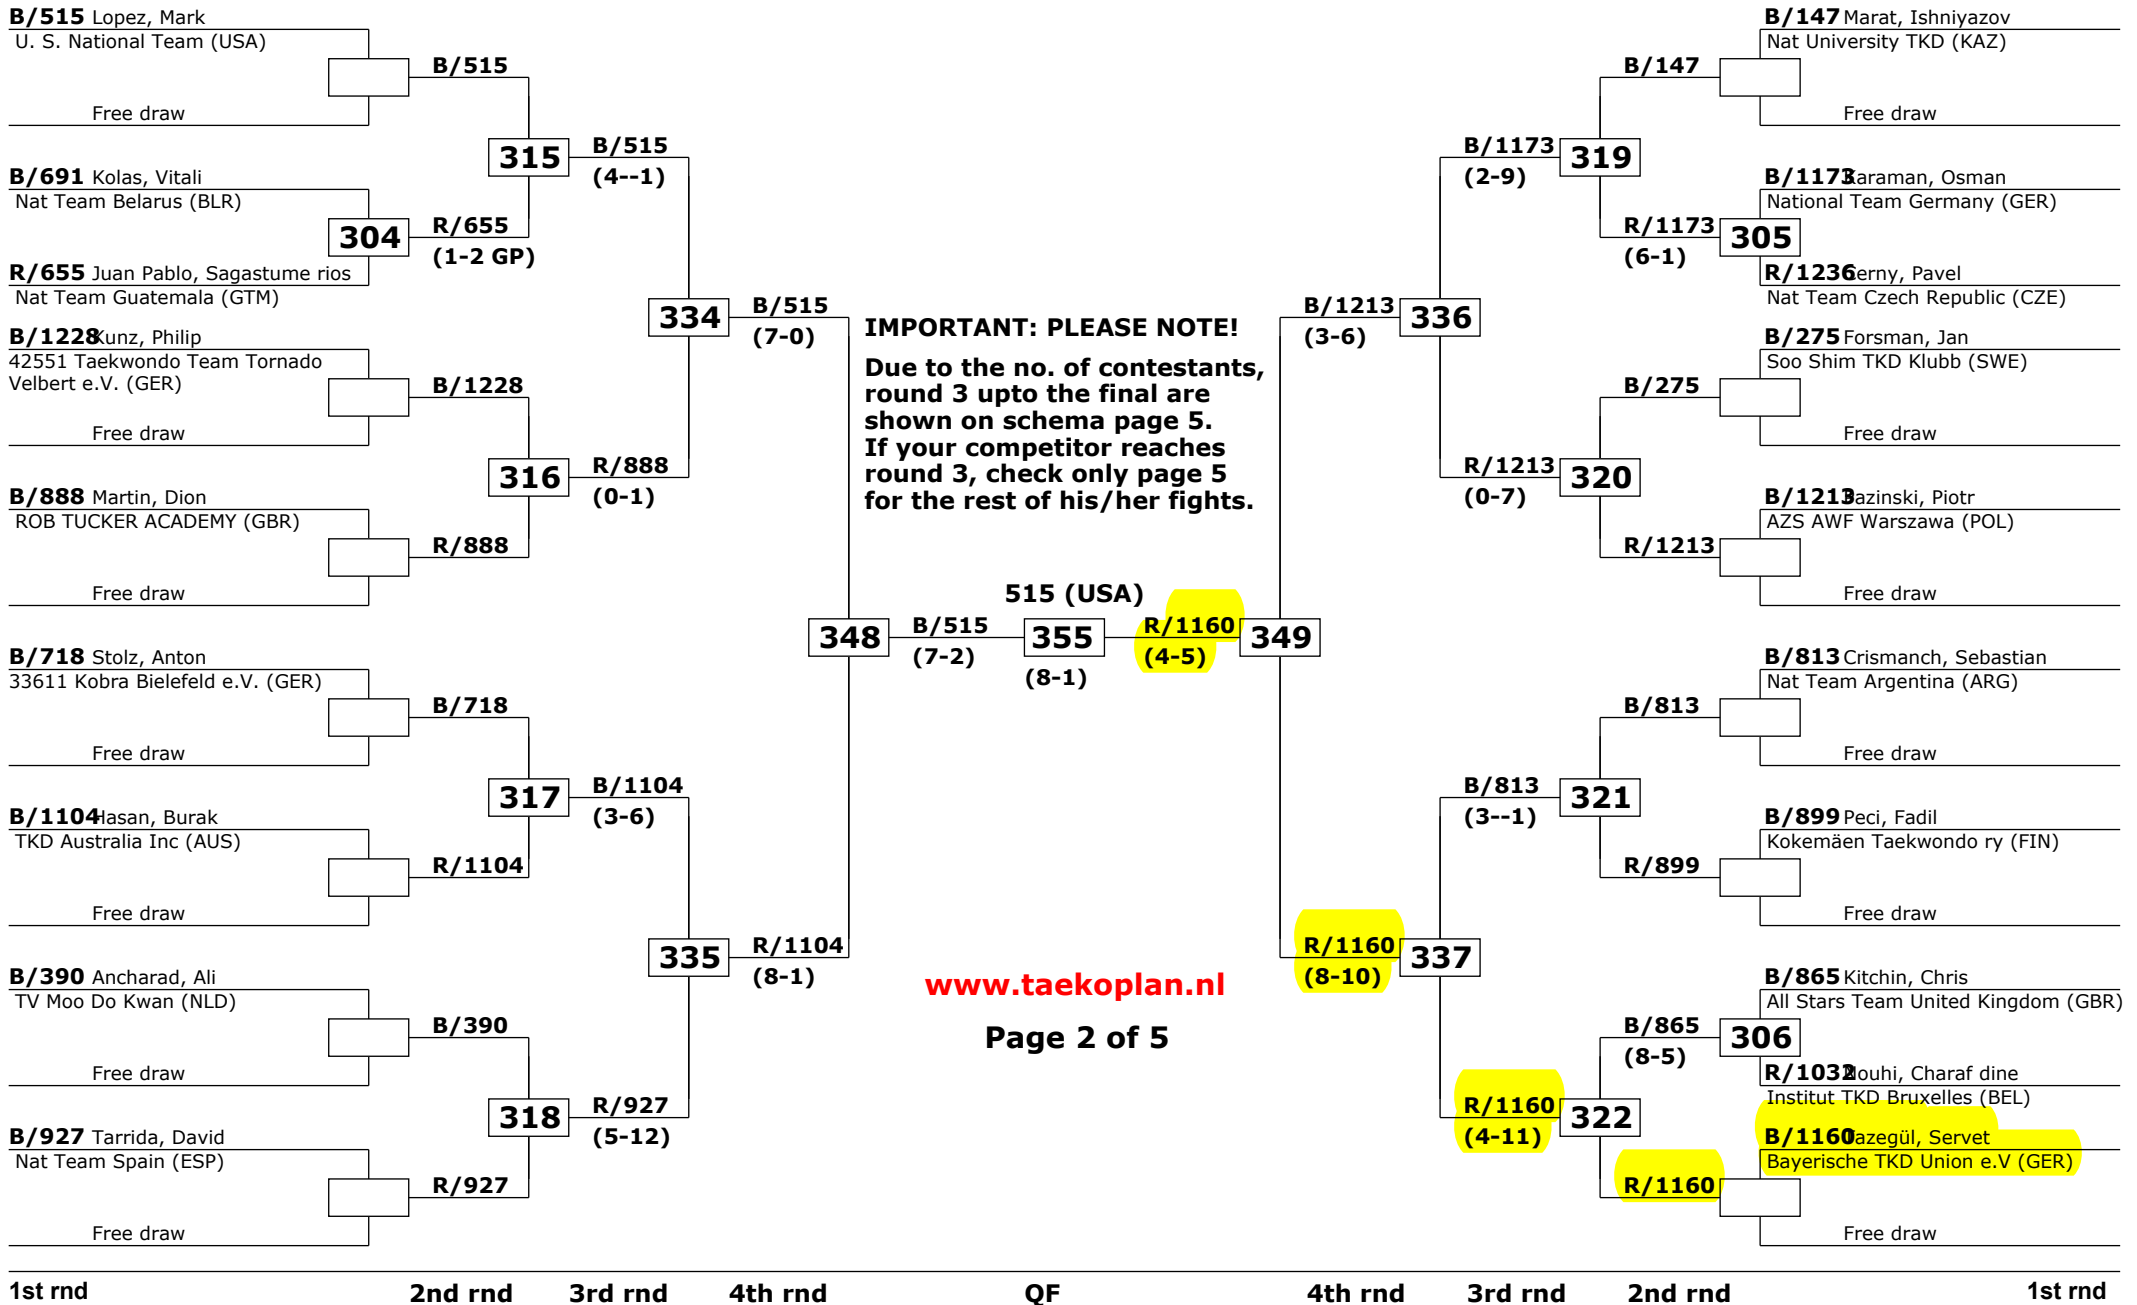 B/515 Lopez, Mark
U. S. National Team (USA)
Free draw
B/691 Kolas, Vitali
Nat Team Belarus (BLR)
304
R/655 Juan Pablo, Sagastume rios
Nat Team Guatemala (GTM)
B/1228 Kunz, Philip
42551 Taekwondo Team Tornado
Velbert e.V. (GER)
Free draw
B/888 Martin, Dion
ROB TUCKER ACADEMY (GBR)
Free draw
B/718 Stolz, Anton
33611 Kobra Bielefeld e.V. (GER)
Free draw
B/1104 Hasan, Burak
TKD Australia Inc (AUS)
Free draw
B/390 Ancharad, Ali
TV Moo Do Kwan (NLD)
Free draw
B/927 Tarrida, David
Nat Team Spain (ESP)
Free draw
B/515
315
R/655
(1-2 GP)
B/1228
316
R/888
B/718
317
R/1104
B/390
318
R/927
B/515
(4--1)
334
R/888
(0-1)
B/1104
(3-6)
335
R/927
(5-12)
B/515
(7-0)
348
R/1104
(8-1)
IMPORTANT: PLEASE NOTE!
Due to the no. of contestants,
round 3 upto the final are
shown on schema page 5.
If your competitor reaches
round 3, check only page 5
for the rest of his/her fights.
515 (USA)
B/515
(7-2)
355
(8-1)
R/1160
(4-5)
www.taekoplan.nl
Page 2 of 5
B/1213
(3-6)
349
R/1160
(8-10)
B/1173
(2-9)
336
R/1213
(0-7)
B/813
(3--1)
337
R/1160
(4-11)
B/147
319
R/1173
(6-1)
B/275
320
R/1213
B/813
321
R/899
B/865
(8-5)
322
R/1160
B/147 Marat, Ishniyazov
Nat University TKD (KAZ)
Free draw
B/1173 Karaman, Osman
National Team Germany (GER)
305
R/1236 Cerny, Pavel
Nat Team Czech Republic (CZE)
B/275 Forsman, Jan
Soo Shim TKD Klubb (SWE)
Free draw
B/1213 Pazinski, Piotr
AZS AWF Warszawa (POL)
Free draw
B/813 Crismanch, Sebastian
Nat Team Argentina (ARG)
Free draw
B/899 Peci, Fadil
Kokemäen Taekwondo ry (FIN)
Free draw
B/865 Kitchin, Chris
All Stars Team United Kingdom (GBR)
306
R/1032 Nouhi, Charaf dine
Institut TKD Bruxelles (BEL)
B/1160 Tazegül, Servet
Bayerische TKD Union e.V (GER)
Free draw
1st rnd 2nd rnd 3rd rnd 4th rnd QF 4th rnd 3rd rnd 2nd rnd 1st rnd